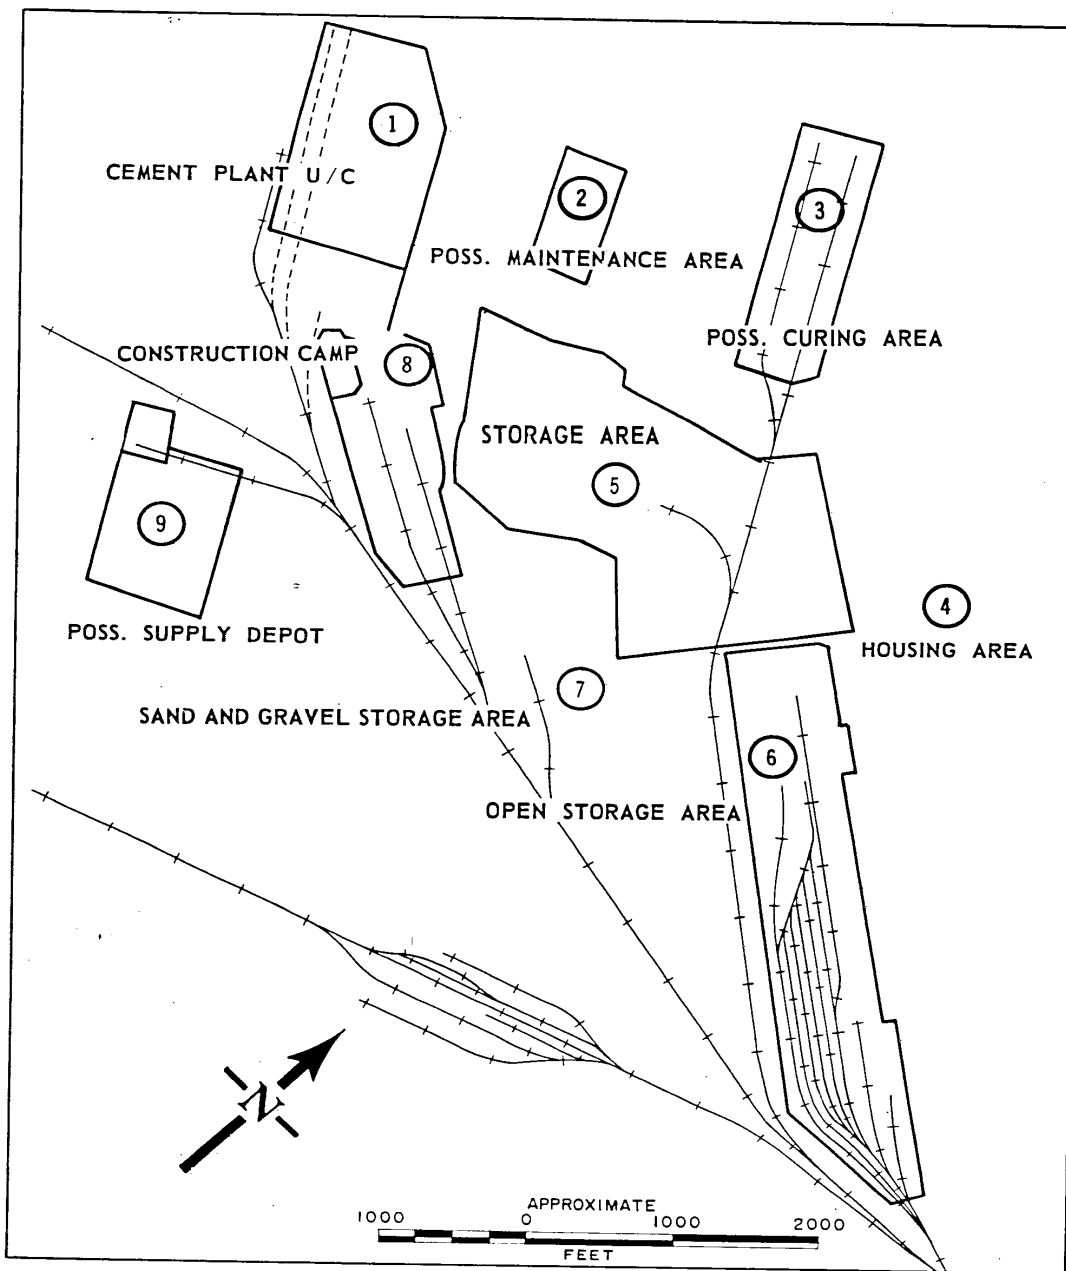 1
CEMENT PLANT U/C
2
3
POSS. MAINTENANCE AREA
POSS. CURING AREA
CONSTRUCTION CAMP
8
STORAGE AREA
5
9
4
POSS. SUPPLY DEPOT
HOUSING AREA
7
SAND AND GRAVEL STORAGE AREA
6
OPEN STORAGE AREA
N
APPROXIMATE
1000 0 1000 2000
FEET